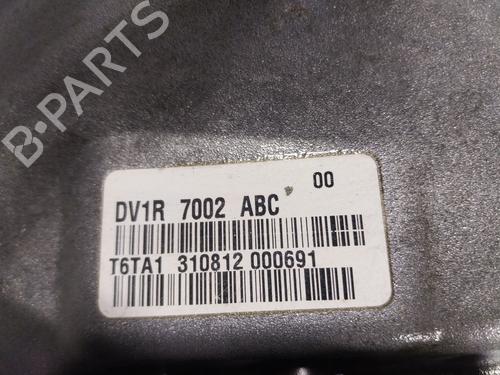 B-PARTS
00
DV1R 7002 ABC
T6TA1 310812 000691